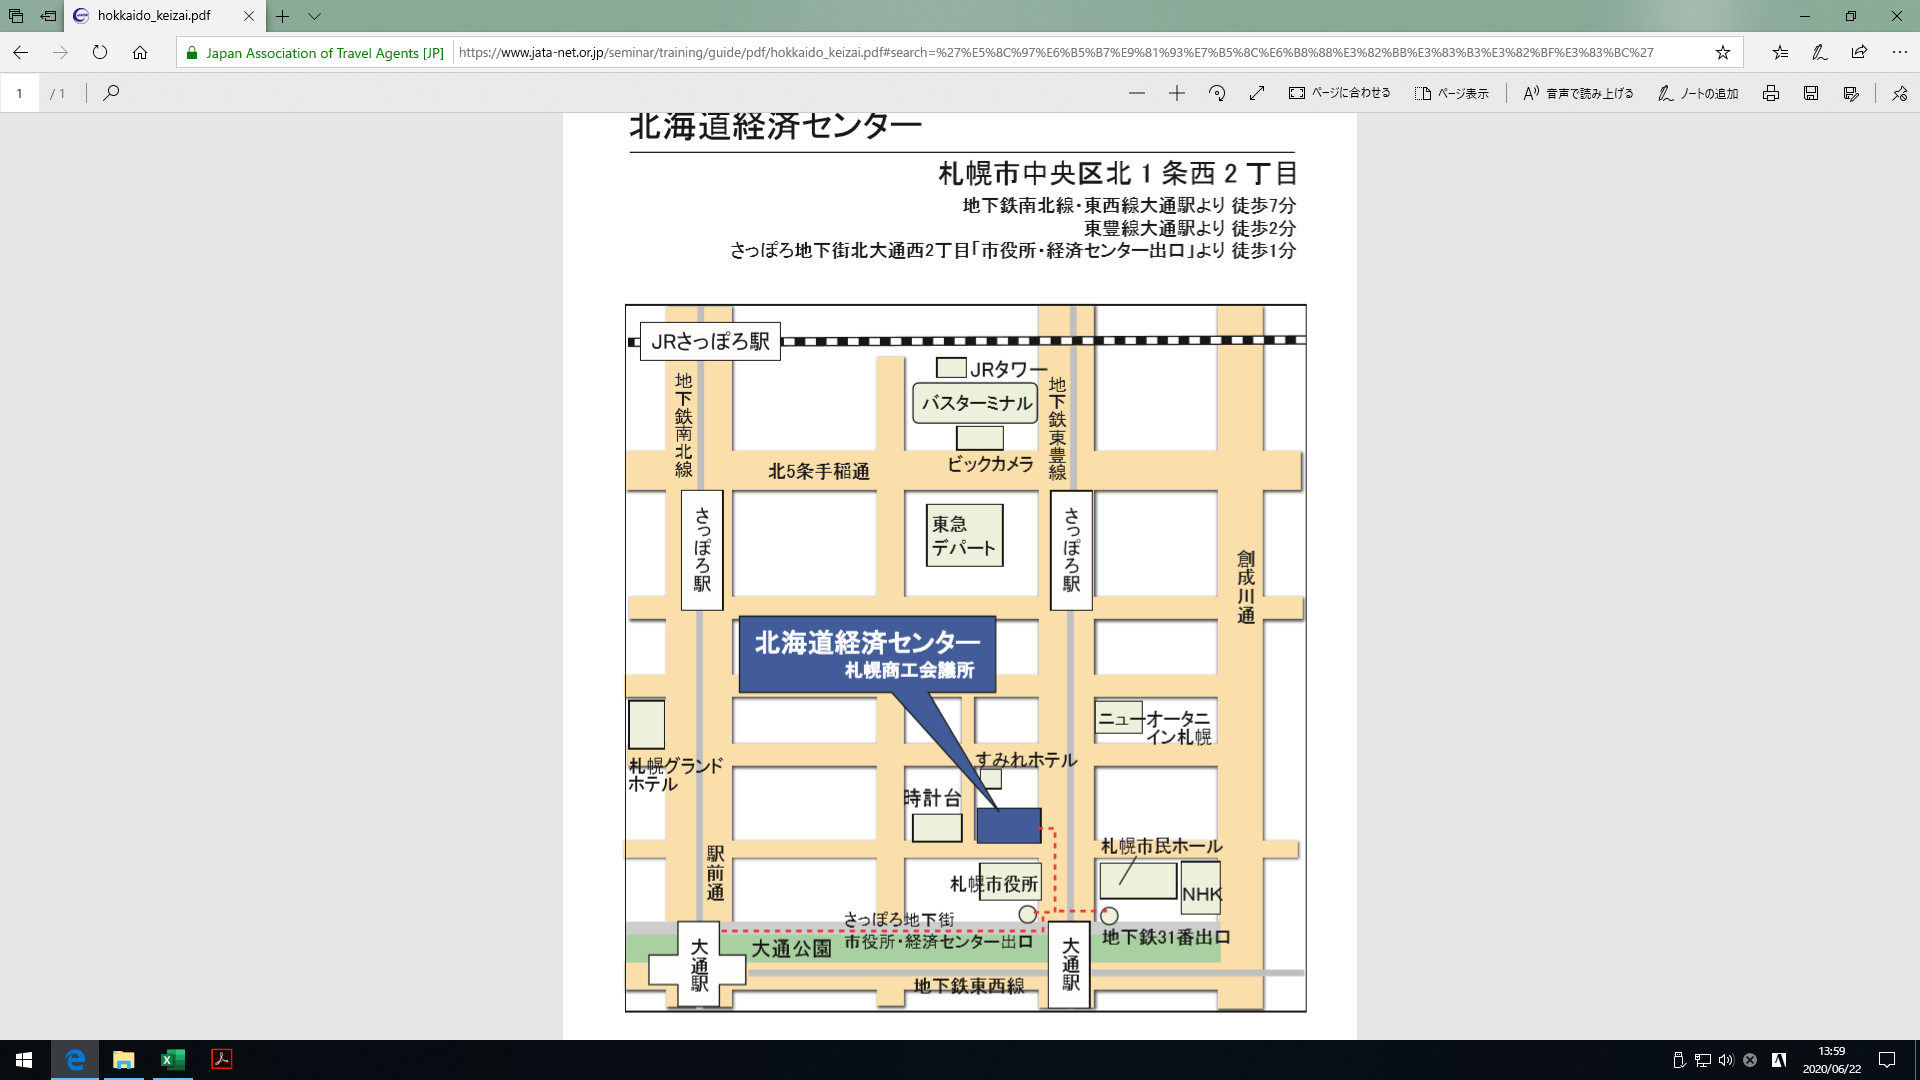 hokkaido_keizai.pdf
Japan Association of Travel Agents [JP]
https://www.jata-net.or.jp/seminar/training/guide/pdf/hokkaido_keizai.pdf#search=%27%E5%8C%97%E6%B5%B7%E9%81%93%E7%B5%8C%E6%B8%88%E3%82%BB%E3%83%B3%E3%82%BF%E3%83%BC%27
1 / 1
ページに合わせる
ページ表示
音声で読み上げる
ノートの追加
北海道経済センター
札幌市中央区北1条西2丁目
地下鉄南北線・東西線大通駅より 徒歩7分
東豊線大通駅より 徒歩2分
さっぽろ地下街北大通西2丁目「市役所・経済センター出口」より 徒歩1分
JRさっぽろ駅
JRタワー
地下鉄南北線
バスターミナル
地下鉄東豊線
ビックカメラ
北5条手稲通
さっぽろ駅
東急
デパート
さっぽろ駅
創成川通
北海道経済センター
札幌商工会議所
ニューオータニ
イン札幌
札幌グランド
ホテル
すみれホテル
時計台
駅前通
札幌市民ホール
札幌市役所
NHK
さっぽろ地下街
市役所・経済センター出口
地下鉄31番出口
大通公園
大通駅
大通駅
地下鉄東西線
13:59
2020/06/22